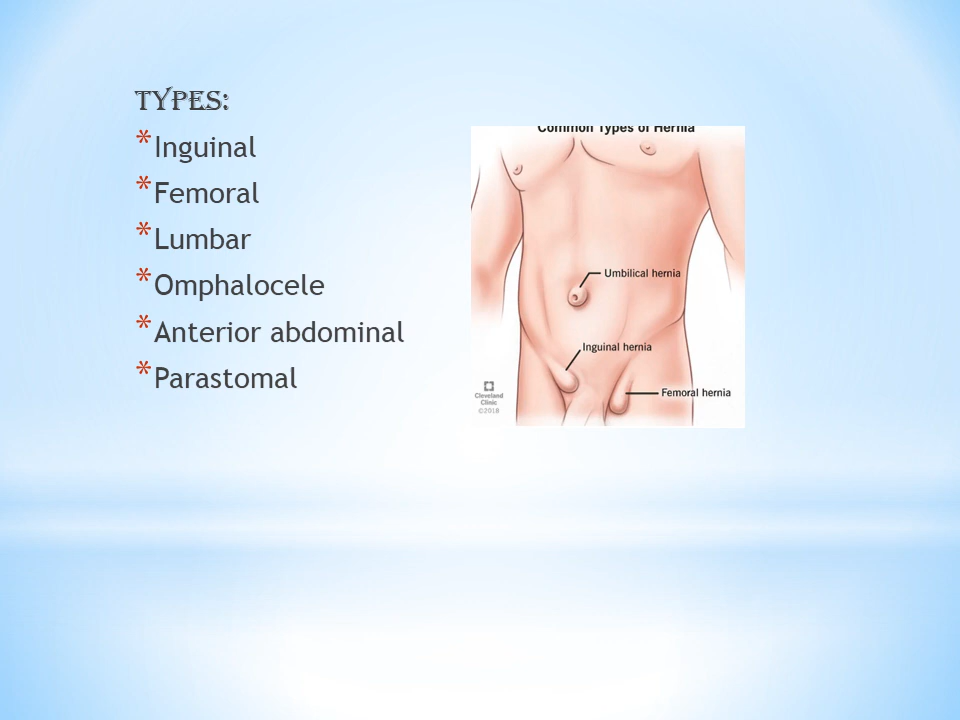 TYPES:
* Inguinal
* Femoral
* Lumbar
* Omphalocele
* Anterior abdominal
* Parastomal
Common Types of Hernia
Umbilical hernia
Inguinal hernia
Femoral hernia
Cleveland
Clinic
©2018